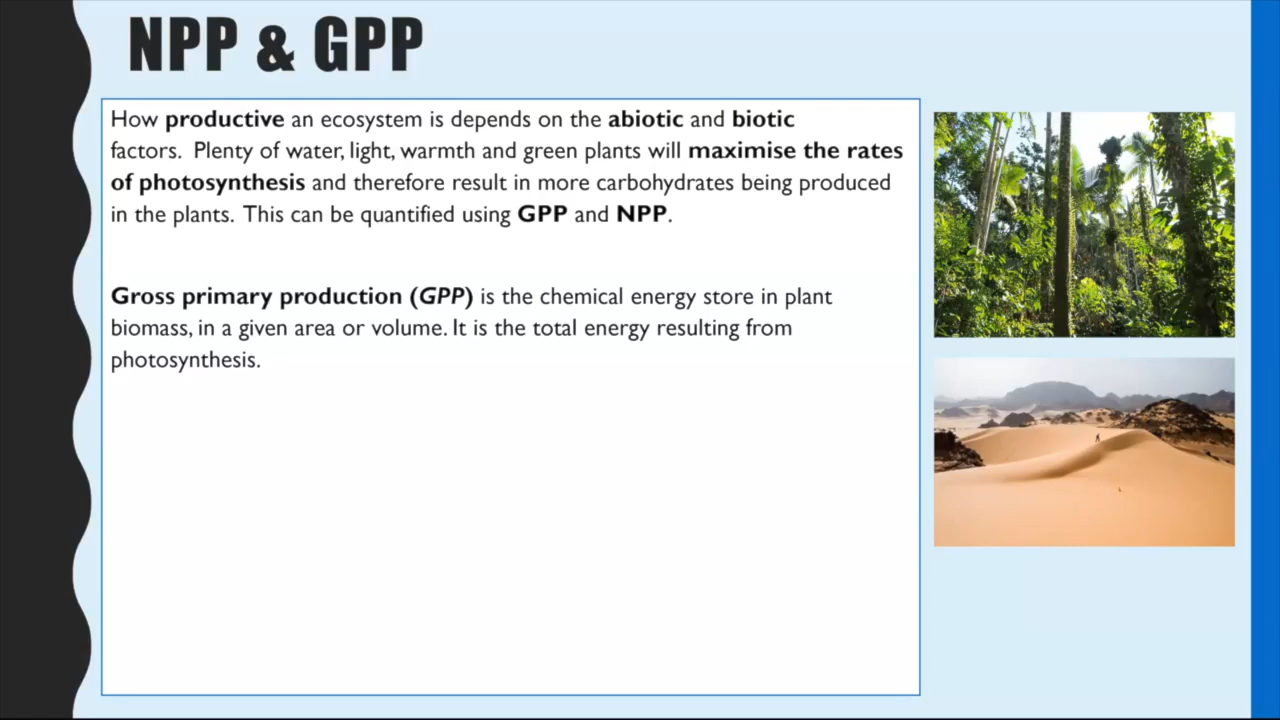 NPP & GPP
How productive an ecosystem is depends on the abiotic and biotic
factors.  Plenty of water, light, warmth and green plants will maximise the rates
of photosynthesis and therefore result in more carbohydrates being produced
in the plants.  This can be quantified using GPP and NPP.
Gross primary production (GPP) is the chemical energy store in plant
biomass, in a given area or volume. It is the total energy resulting from
photosynthesis.